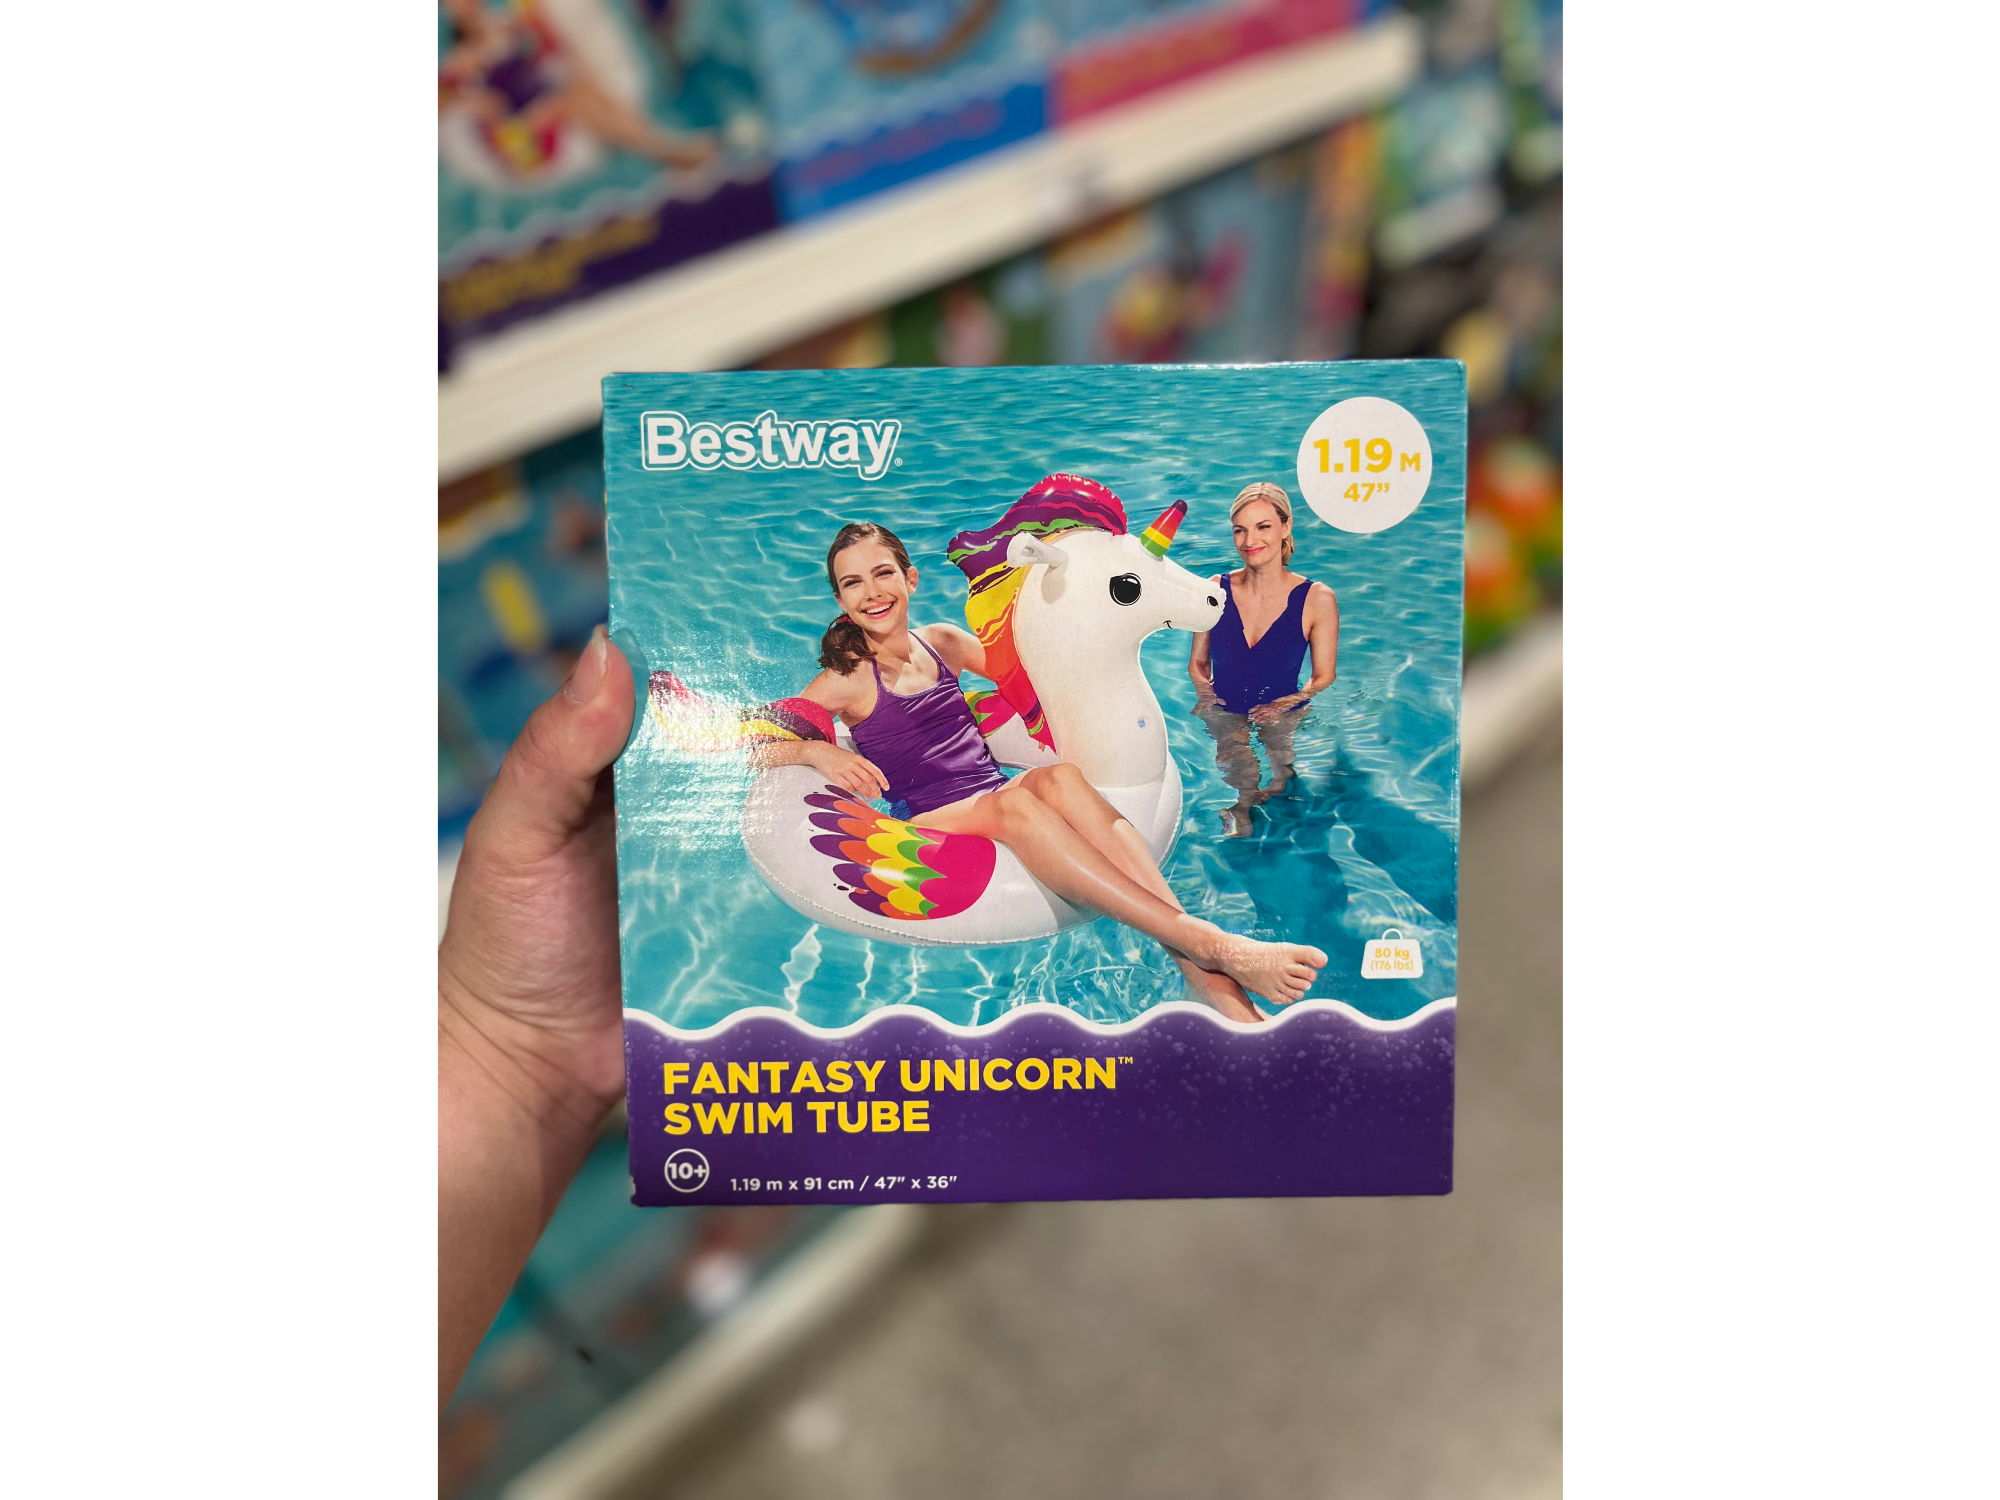 Bestway®
1.19 M
47”
80 kg
(176 lbs)
FANTASY UNICORN™
SWIM TUBE
10+
1.19 m x 91 cm / 47" x 36"